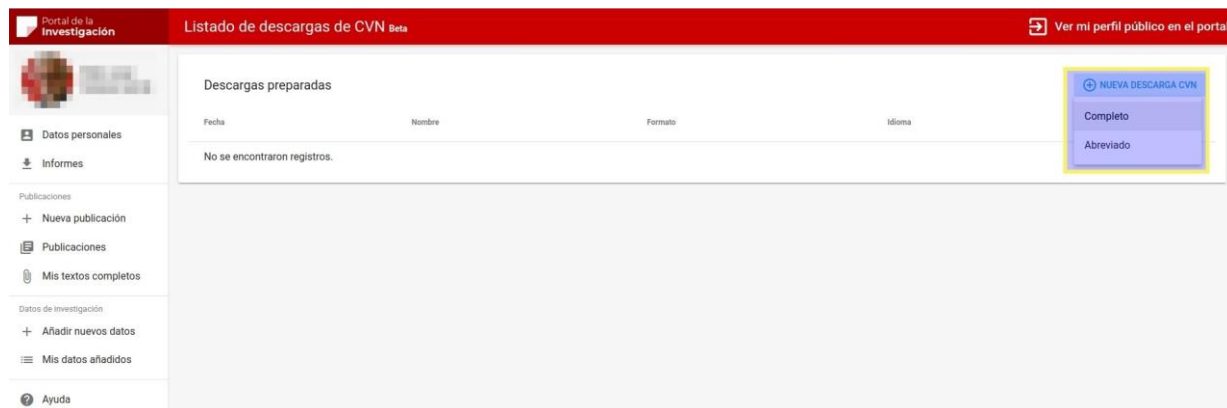 Portal de la
Investigación
Listado de descargas de CVN Beta
Ver mi perfil público en el portal
Descargas preparadas
NUEVA DESCARGA CVN
Completo
Abreviado
Fecha Nombre Formato Idioma
No se encontraron registros.
Datos personales
Informes
Publicaciones
Nueva publicación
Publicaciones
Mis textos completos
Datos de Investigación
Añadir nuevos datos
Mis datos añadidos
Ayuda